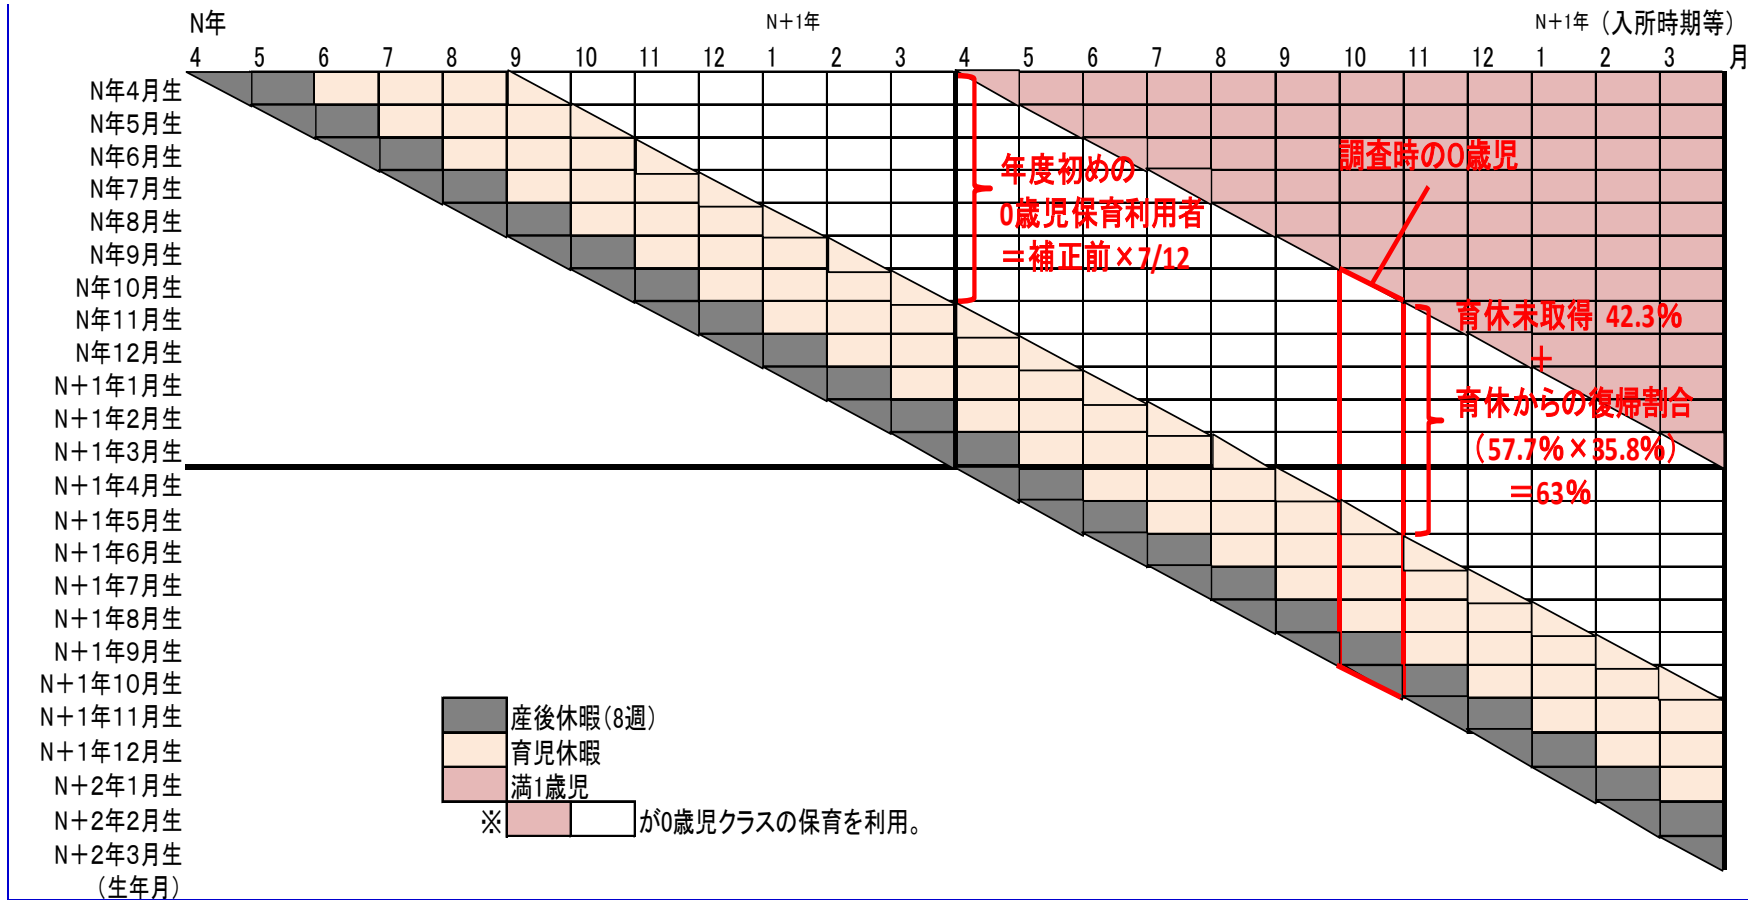 N年
N＋1年
N＋1年（入所時期等）
4 5 6 7 8 9 10 11 12 1 2 3 4 5 6 7 8 9 10 11 12 1 2 3 月
N年4月生
N年5月生
N年6月生
N年7月生
N年8月生
N年9月生
N年10月生
N年11月生
N年12月生
N＋1年1月生
N＋1年2月生
N＋1年3月生
N＋1年4月生
N＋1年5月生
N＋1年6月生
N＋1年7月生
N＋1年8月生
N＋1年9月生
N＋1年10月生
N＋1年11月生
N＋1年12月生
N＋2年1月生
N＋2年2月生
N＋2年3月生
（生年月）
年度初めの
0歳児保育利用者
＝補正前×7/12
調査時の0歳児
育休未取得 42.3%
＋
育休からの復帰割合
（57.7%×35.8%）
＝63%
産後休暇（8週）
育児休暇
満1歳児
※ が0歳児クラスの保育を利用。